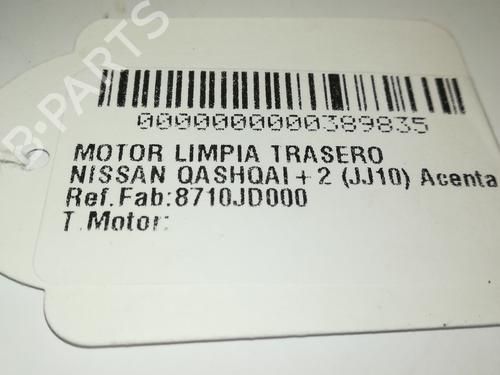 B-PARTS
0000000000389835
MOTOR LIMPIA TRASERO
NISSAN QASHQAI+2 (JJ10) Acenta
Ref.Fab:8710JD000
T.Motor: